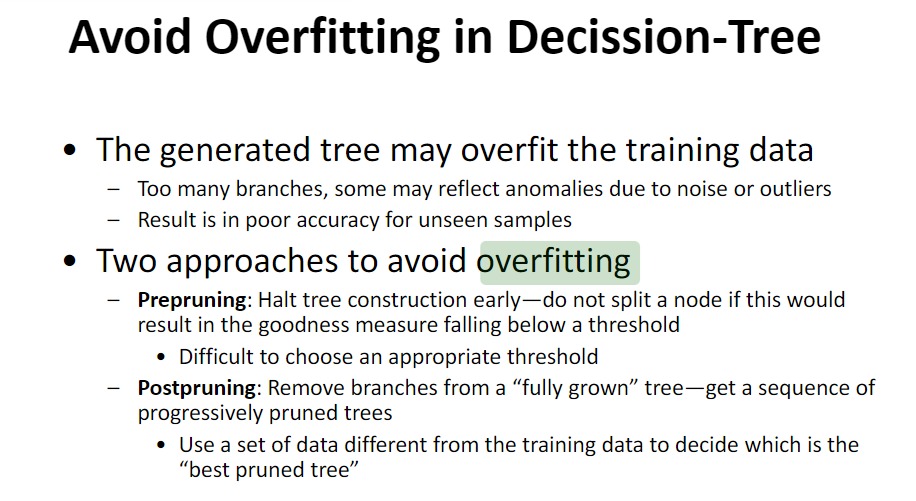 Avoid Overfitting in Decission-Tree
• The generated tree may overfit the training data
– Too many branches, some may reflect anomalies due to noise or outliers
– Result is in poor accuracy for unseen samples
• Two approaches to avoid overfitting
– Prepruning: Halt tree construction early—do not split a node if this would
result in the goodness measure falling below a threshold
• Difficult to choose an appropriate threshold
– Postpruning: Remove branches from a “fully grown” tree—get a sequence of
progressively pruned trees
• Use a set of data different from the training data to decide which is the
“best pruned tree”